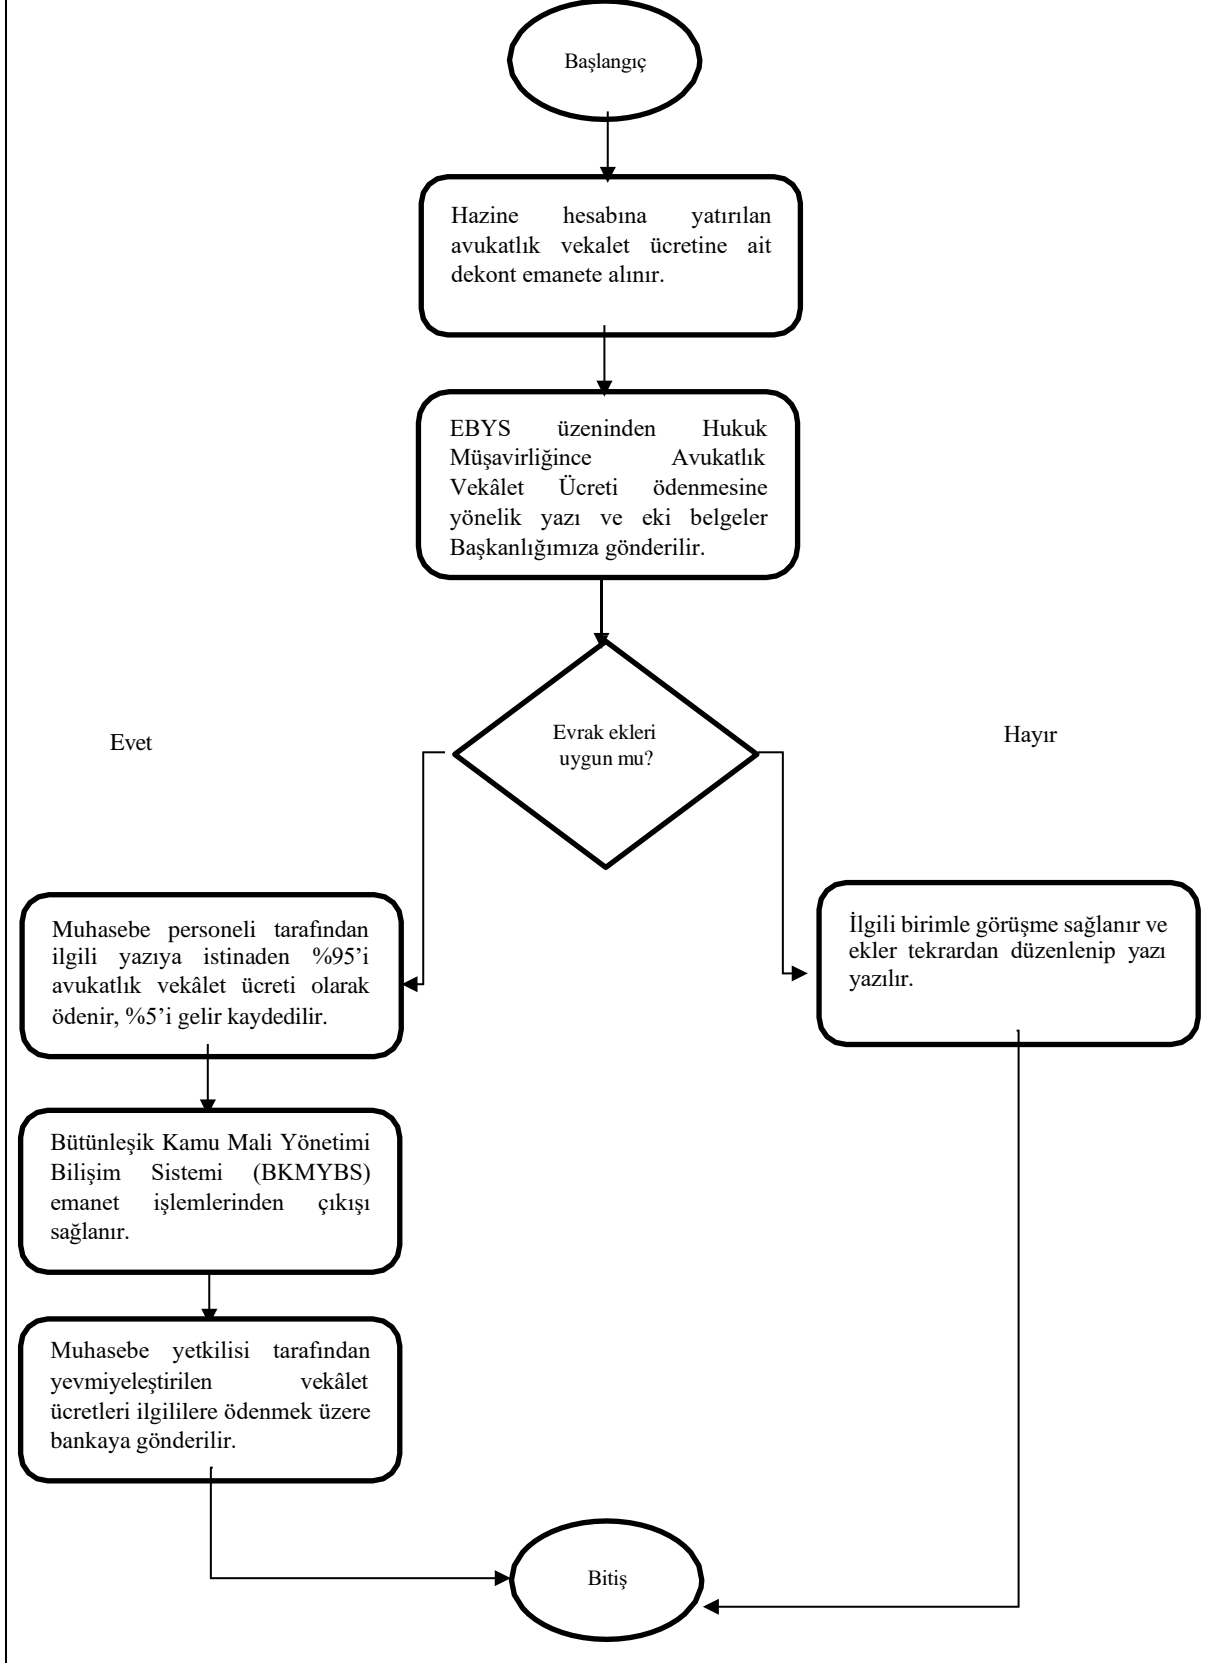 Başlangıç
Hazine hesabına yatırılan
avukatlık vekalet ücretine ait
dekont emanete alınır.
EBYS üzeninden Hukuk
Müşavirliğince Avukatlık
Vekâlet Ücreti ödenmesine
yönelik yazı ve eki belgeler
Başkanlığımıza gönderilir.
Evrak ekleri
uygun mu?
Evet
Hayır
Muhasebe personeli tarafından
ilgili yazıya istinaden %95’i
avukatlık vekâlet ücreti olarak
ödenir, %5’i gelir kaydedilir.
İlgili birimle görüşme sağlanır ve
ekler tekrardan düzenlenip yazı
yazılır.
Bütünleşik Kamu Mali Yönetimi
Bilişim Sistemi (BKMYBS)
emanet işlemlerinden çıkışı
sağlanır.
Muhasebe yetkilisi tarafından
yevmiyeleştirilen vekâlet
ücretleri ilgililere ödenmek üzere
bankaya gönderilir.
Bitiş